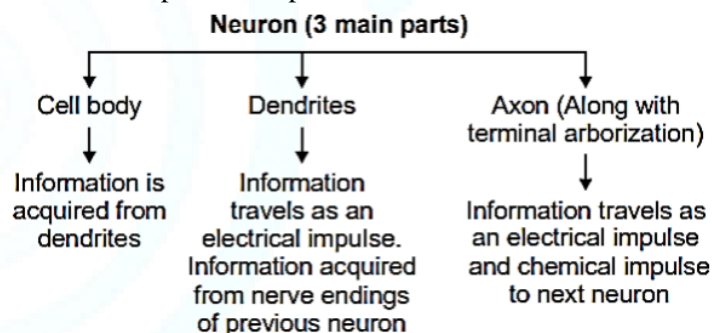 Neuron (3 main parts)
Cell body
Dendrites
Axon (Along with
terminal arborization)
Information is
acquired from
dendrites
Information
travels as an
electrical impulse.
Information acquired
from nerve endings
of previous neuron
Information travels as
an electrical impulse
and chemical impulse
to next neuron